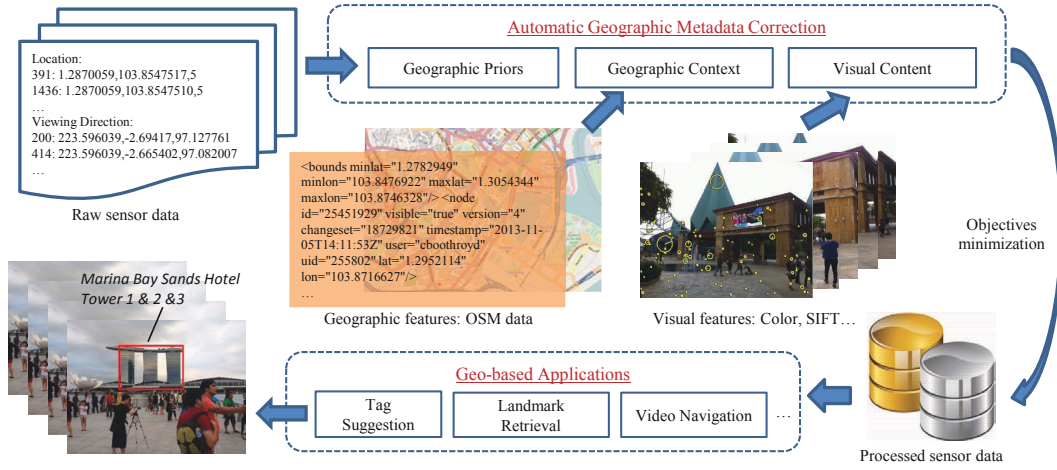 Automatic Geographic Metadata Correction
Geographic Priors
Geographic Context
Visual Content
Location:
391: 1.2870059,103.8547517,5
1436: 1.2870059,103.8547510,5
…
Viewing Direction:
200: 223.596039,-2.69417,97.127761
414: 223.596039,-2.665402,97.082007
…
Raw sensor data
<bounds minlat="1.2782949"
minlon="103.8476922" maxlat="1.3054344"
maxlon="103.8746328"/> <node
id="25451929" visible="true" version="4"
changeset="18729821" timestamp="2013-11-
05T14:11:53Z" user="cboothroyd"
uid="255802" lat="1.2952114"
lon="103.8716627"/>
…
Geographic features: OSM data
Visual features: Color, SIFT…
Objectives
minimization
Marina Bay Sands Hotel
Tower 1 & 2 &3
Geo-based Applications
Tag
Suggestion
Landmark
Retrieval
Video Navigation
…
Processed sensor data